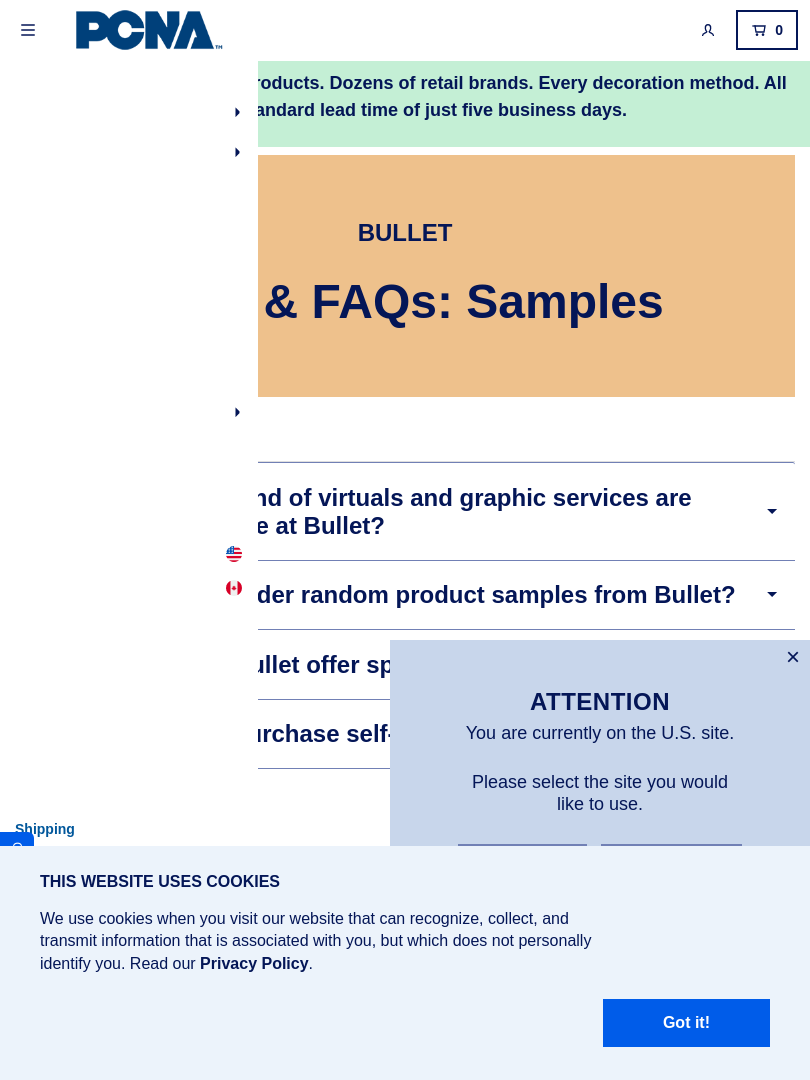 PCNA™
0
roducts. Dozens of retail brands. Every decoration method. All
andard lead time of just five business days.
BULLET
& FAQs: Samples
nd of virtuals and graphic services are
e at Bullet?
der random product samples from Bullet?
ullet offer sp
urchase self-
ATTENTION
You are currently on the U.S. site.
Please select the site you would
like to use.
Shipping
THIS WEBSITE USES COOKIES
We use cookies when you visit our website that can recognize, collect, and
transmit information that is associated with you, but which does not personally
identify you. Read our Privacy Policy.
Got it!